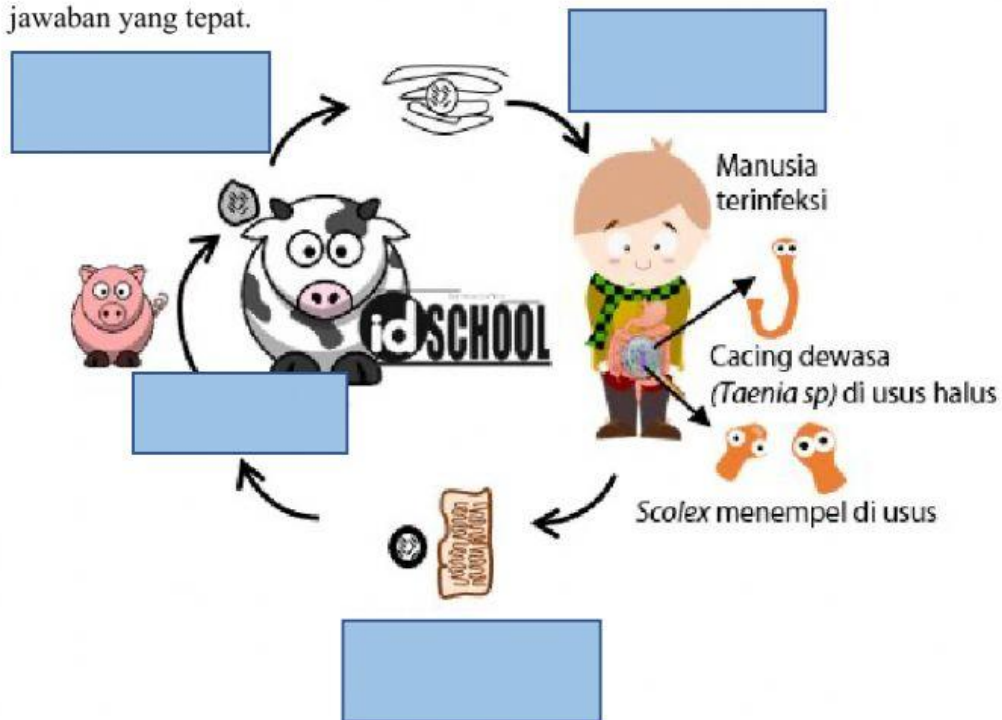 jawaban yang tepat.
Manusia
terinfeksi
idSCHOOL
Cacing dewasa
(Taenia sp) di usus halus
Scolex menempel di usus